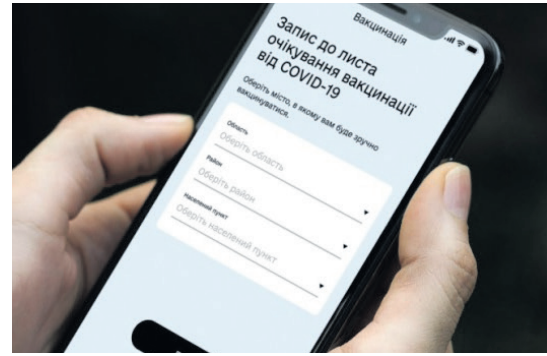 Вакцинація
Запис до листа
очікування вакцинації
від COVID-19
Оберіть місто, в якому вам буде зручно
вакцинуватися.
Область
Оберіть область
Район
Оберіть район
Населений пункт
Оберіть населений пункт